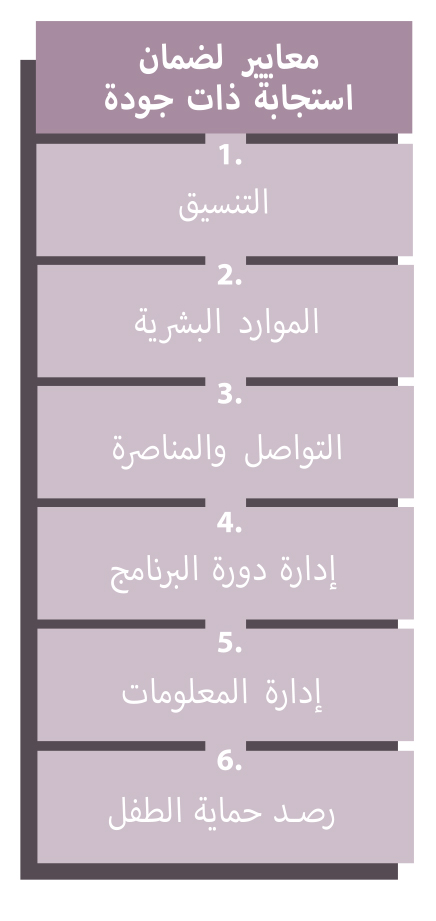 معايير لضمان
استجابة ذات جودة
1.
التنسيق
2.
الموارد البشرية
3.
التواصل والمناصرة
4.
إدارة دورة البرنامج
5.
إدارة المعلومات
6.
رصد حماية الطفل